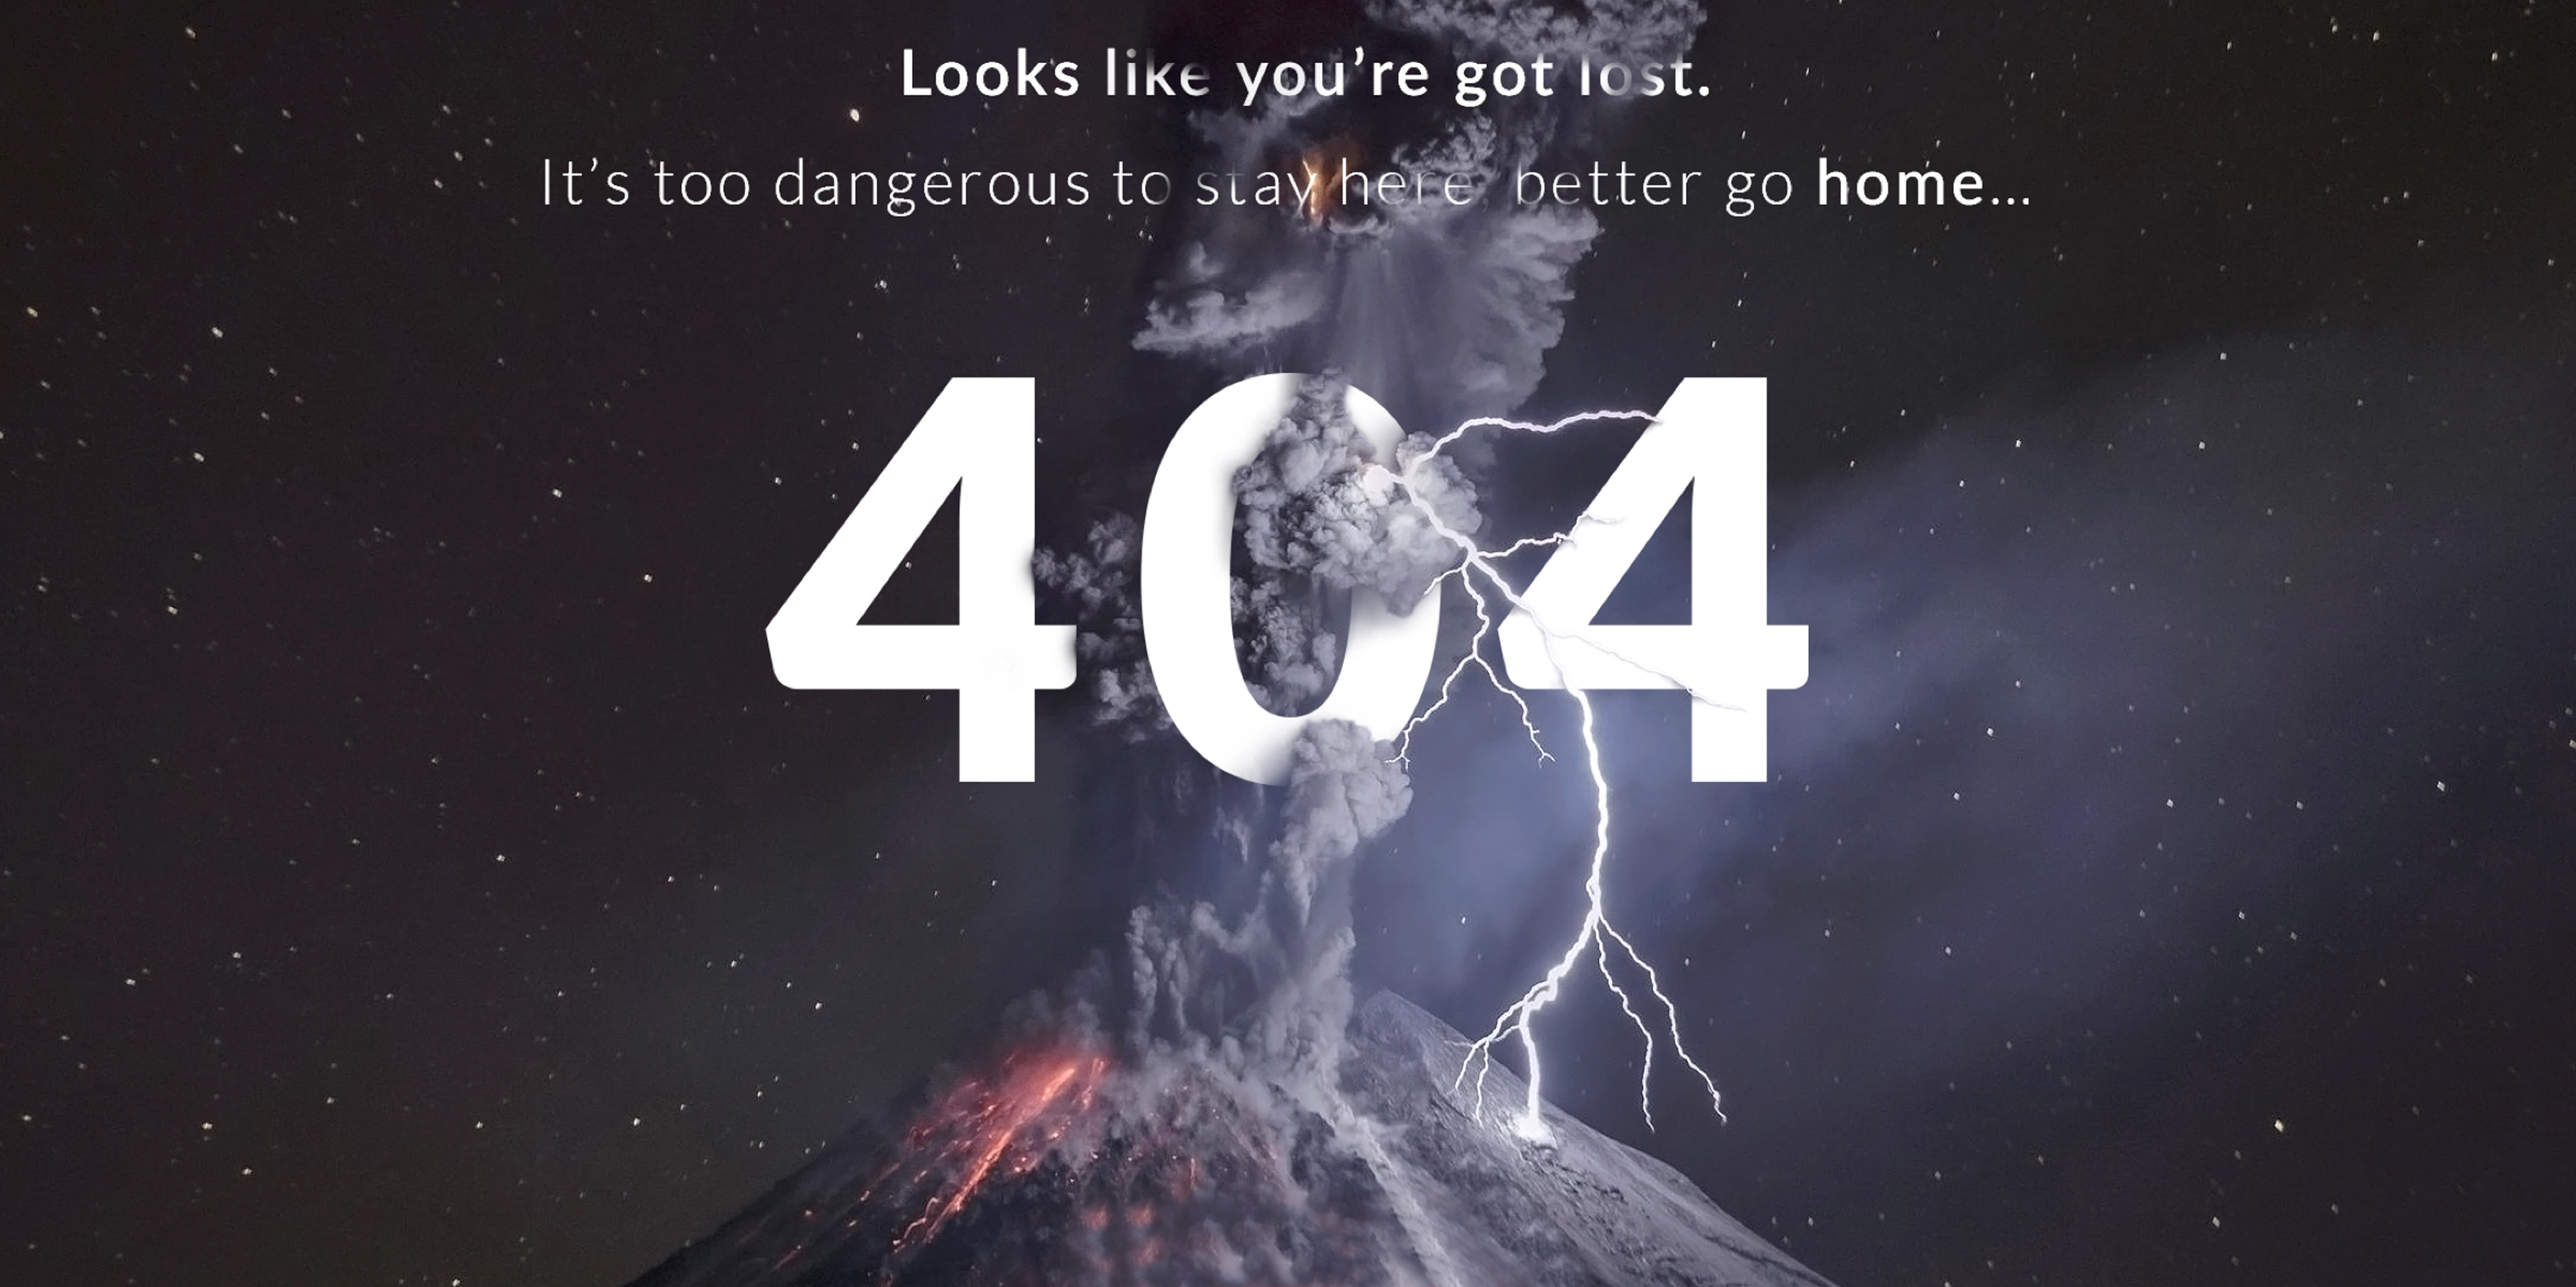 Looks like you’re got lost.
It’s too dangerous to stay here, better go home...
404